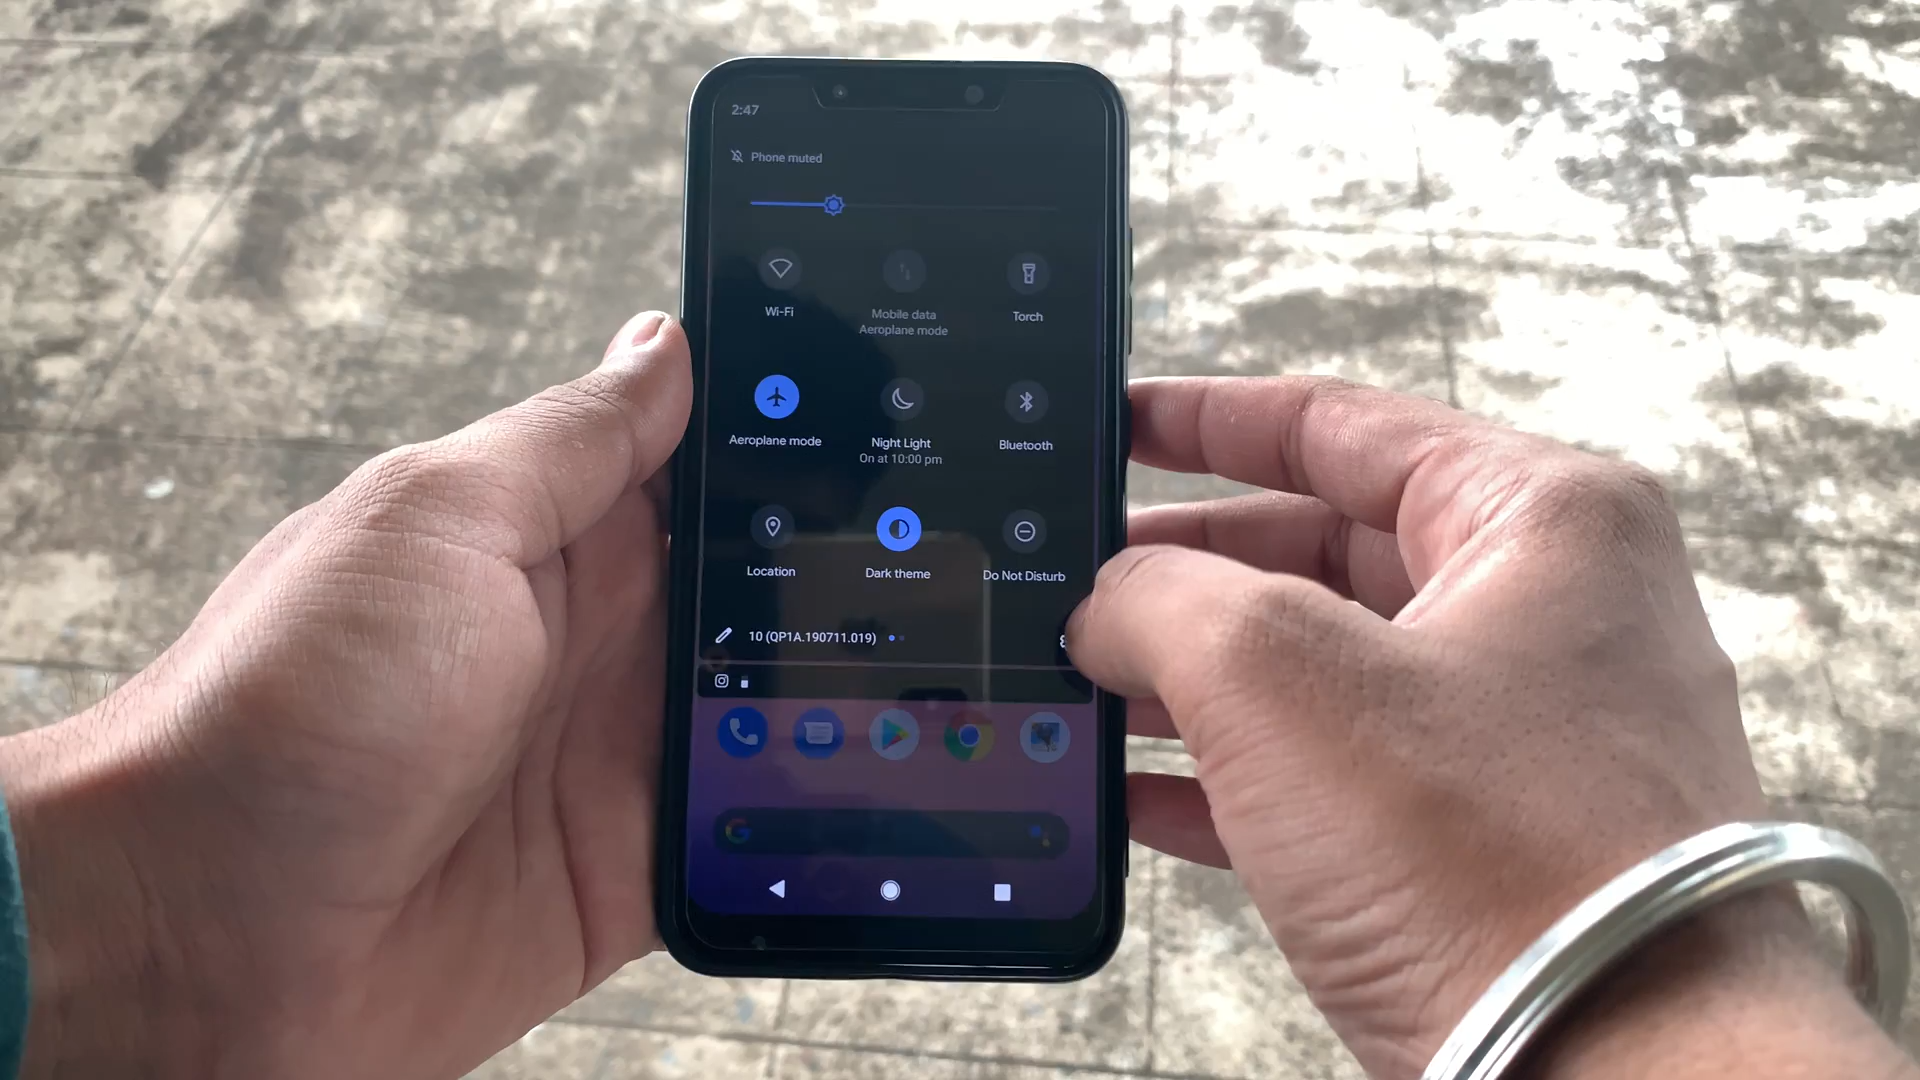 2:47
Phone muted
Wi-Fi
Mobile data
Aeroplane mode
Torch
Aeroplane mode
Night Light
On at 10:00 pm
Bluetooth
Location
Dark theme
Do Not Disturb
10 (QP1A.190711.019)